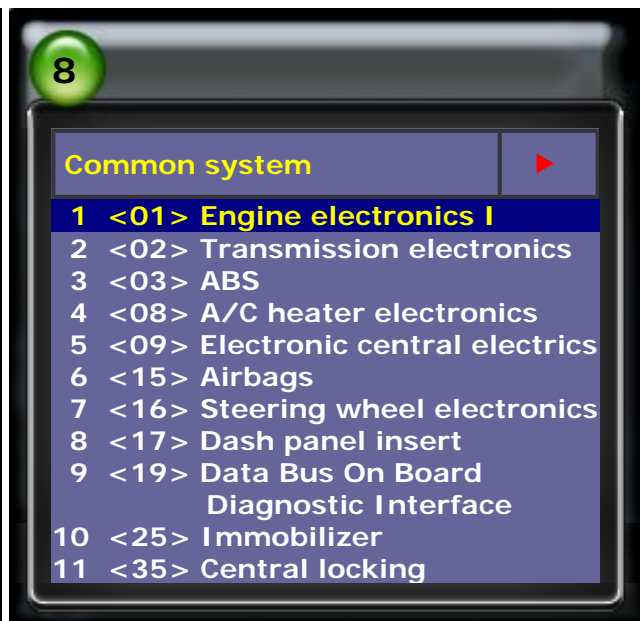 8
Common system
1 <01> Engine electronics I
2 <02> Transmission electronics
3 <03> ABS
4 <08> A/C heater electronics
5 <09> Electronic central electrics
6 <15> Airbags
7 <16> Steering wheel electronics
8 <17> Dash panel insert
9 <19> Data Bus On Board
Diagnostic Interface
10 <25> Immobilizer
11 <35> Central locking